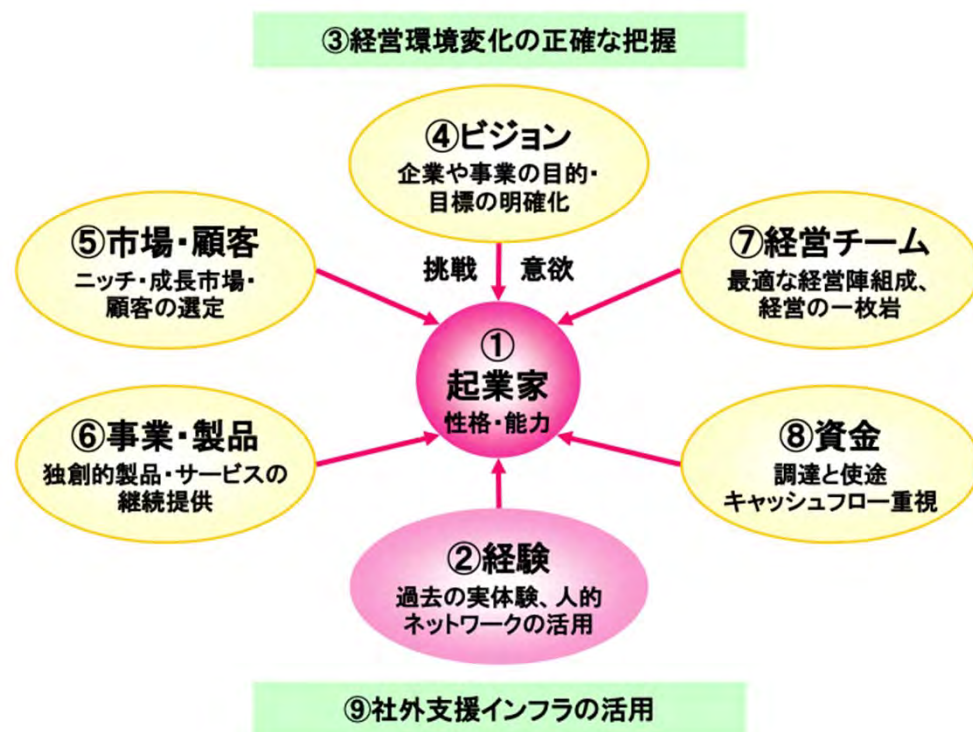 ③経営環境変化の正確な把握
④ビジョン
企業や事業の目的・
目標の明確化
⑤市場・顧客
ニッチ・成長市場・
顧客の選定
⑦経営チーム
最適な経営陣組成、
経営の一枚岩
挑戦 意欲
①
起業家
性格・能力
⑥事業・製品
独創的製品・サービスの
継続提供
⑧資金
調達と使途
キャッシュフロー重視
②経験
過去の実体験、人的
ネットワークの活用
⑨社外支援インフラの活用